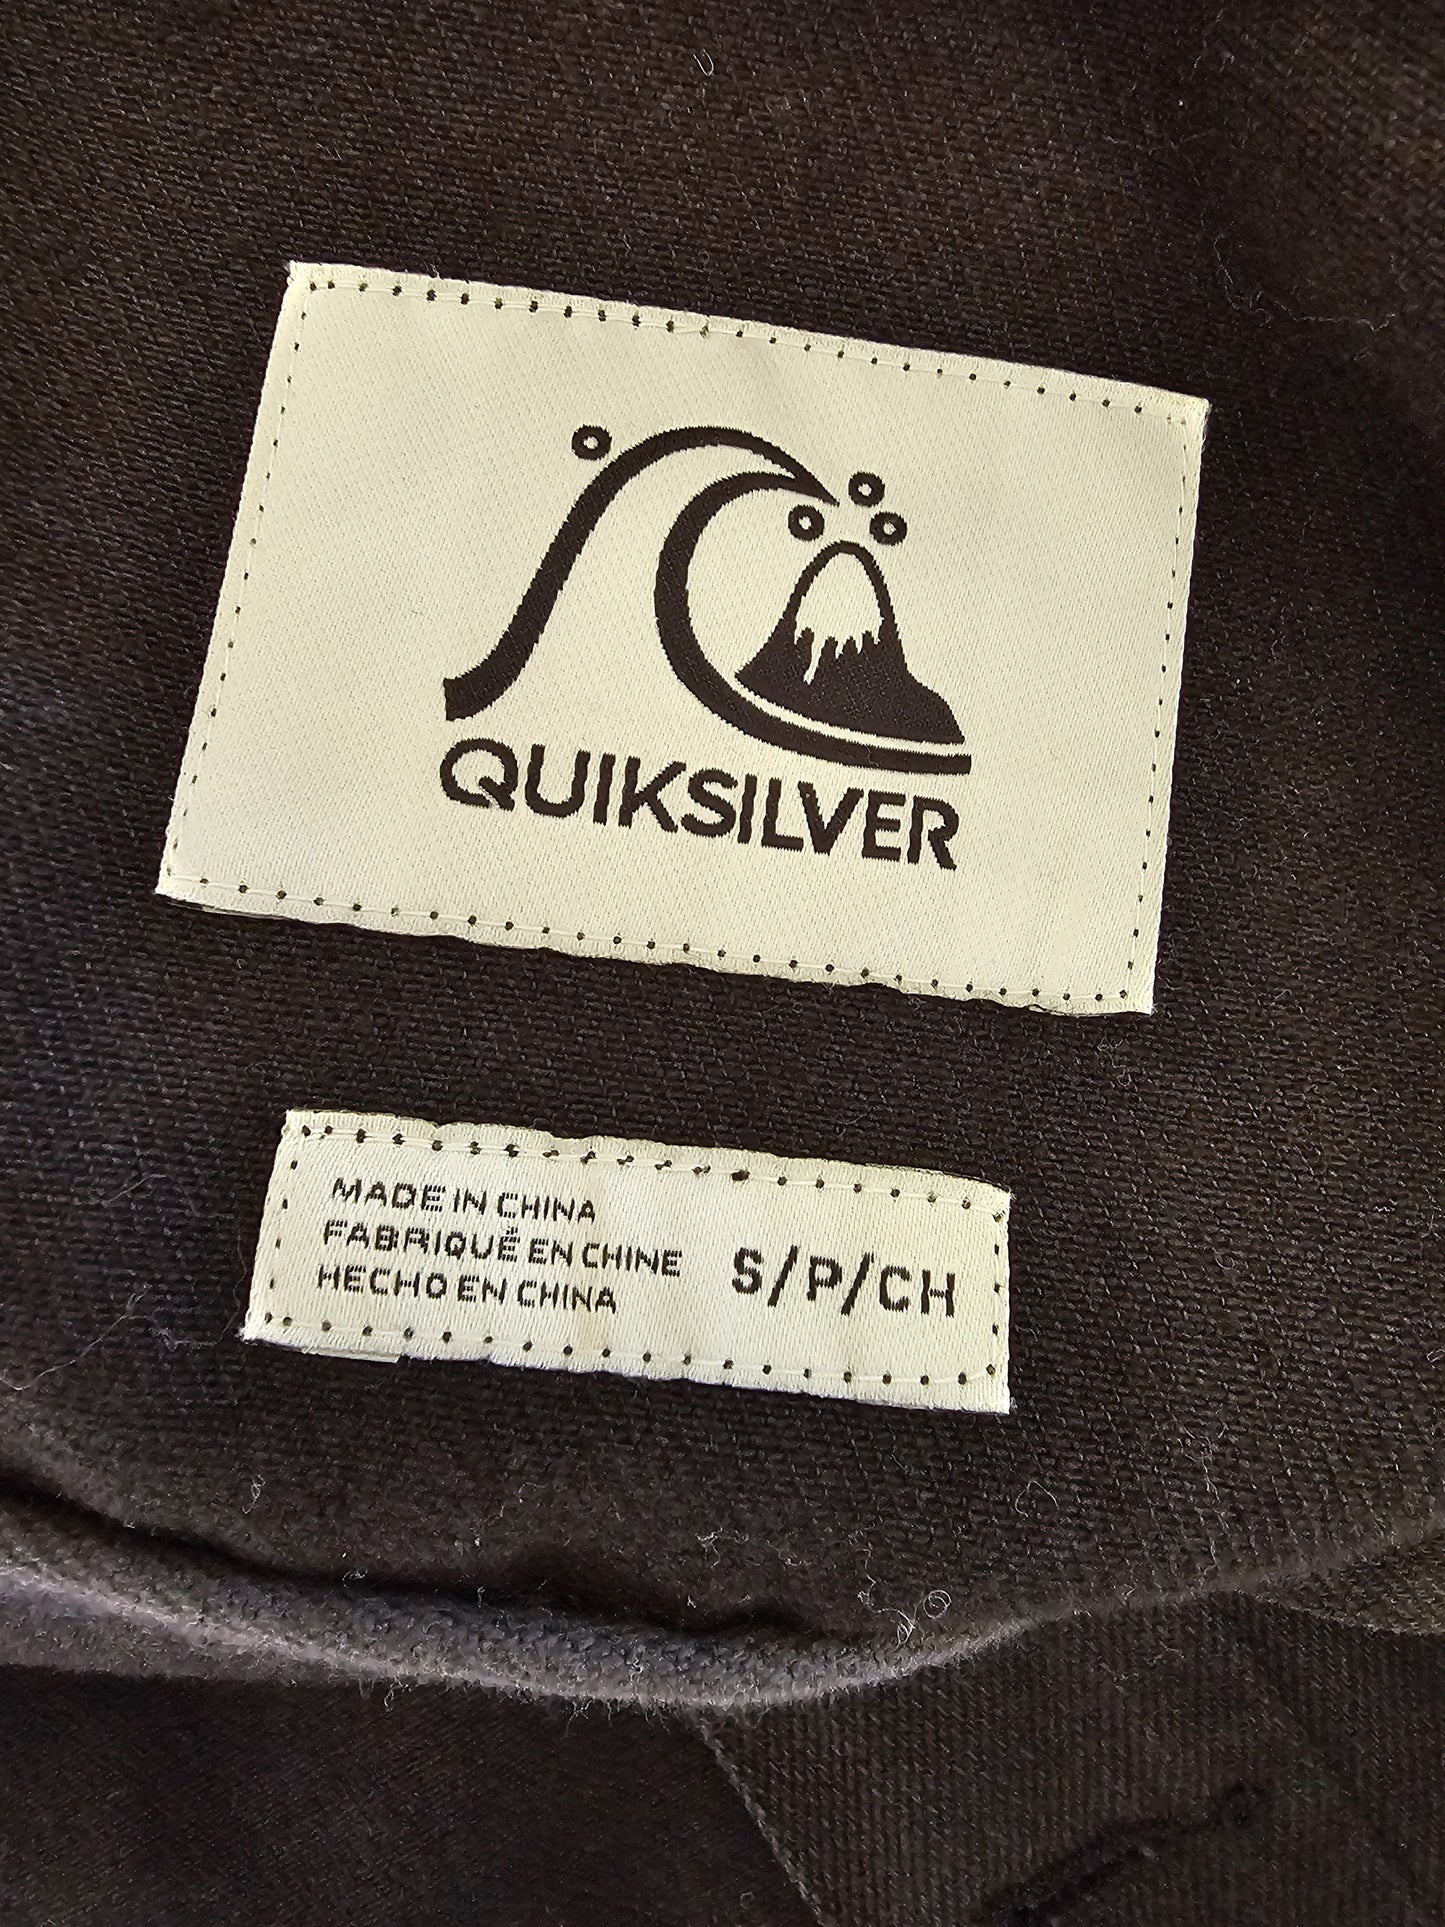 QUIKSILVER
MADE IN CHINA
FABRIQUÉ EN CHINE
HECHO EN CHINA
S/P/CH